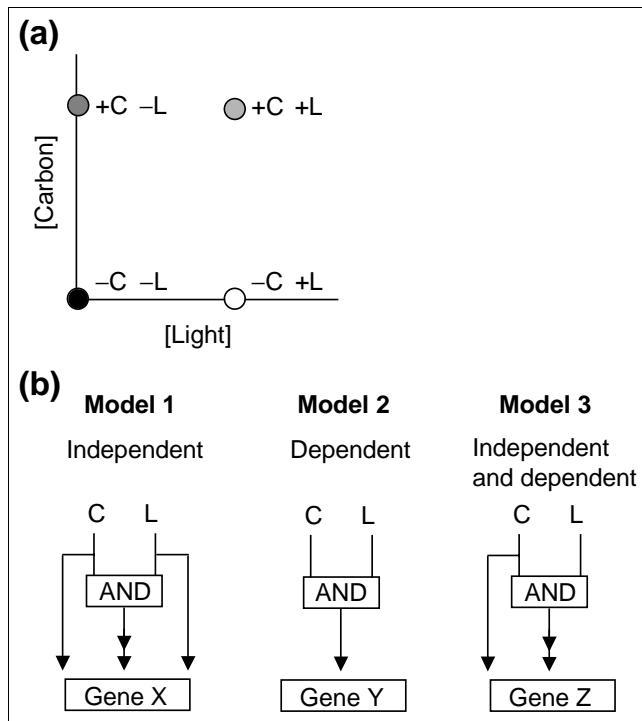 (a)
+C −L
+C +L
[Carbon]
−C −L
−C +L
[Light]
(b)
Model 1
Model 2
Model 3
Independent
Dependent
Independent
and dependent
C L
C L
C L
AND
AND
AND
Gene X
Gene Y
Gene Z